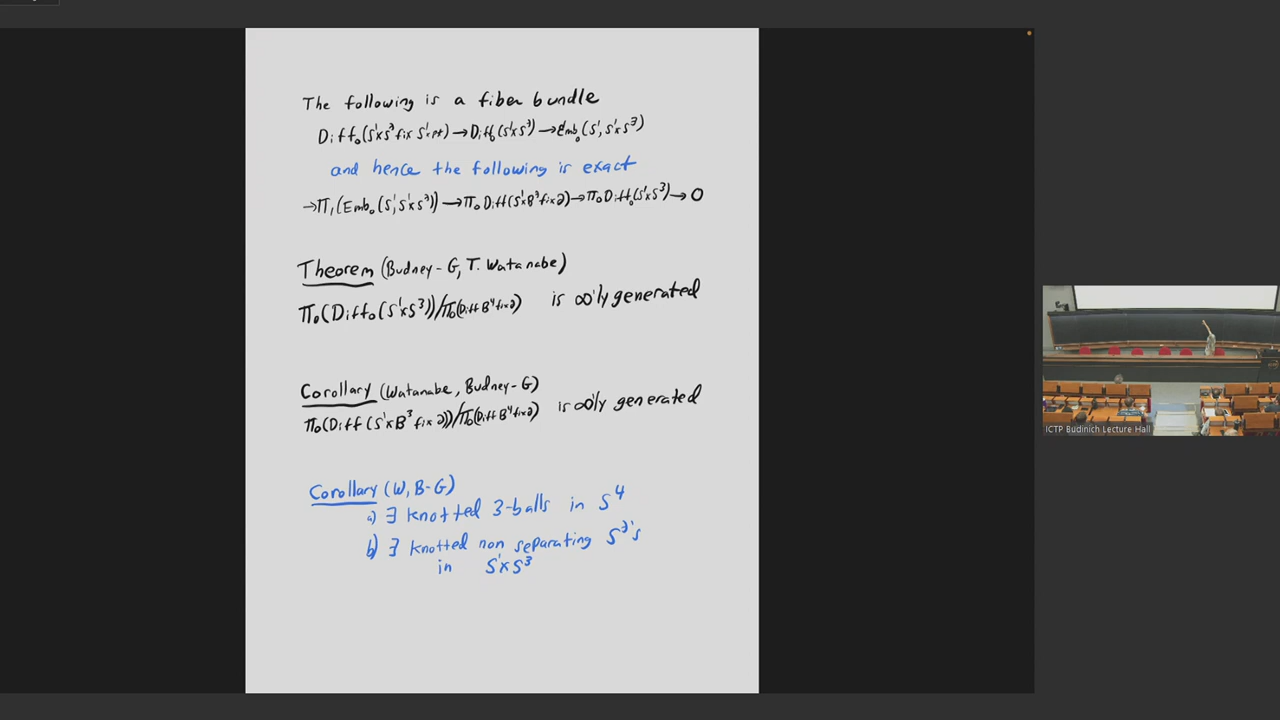 The following is a fiber bundle
Diff₀(S¹×S³ fix S¹×pt) → Diff₀(S¹×S³) → Emb₀(S¹, S¹×S³)
and hence the following is exact
→ π₁(Emb₀(S¹, S¹×S³)) → π₀ Diff(S¹×B³ fix ∂) → π₀ Diff₀(S¹×S³) → 0
Theorem (Budney-G, T. Watanabe)
π₀(Diff₀(S¹×S³))/π₀(Diff B⁴ fix ∂) is ∞'ly generated
Corollary (Watanabe, Budney-G)
π₀(Diff(S¹×B³ fix ∂))/π₀(Diff B⁴ fix ∂) is ∞'ly generated
Corollary (W, B-G)
a) ∃ knotted 3-balls in S⁴
b) ∃ knotted non separating S³'s
in S¹×S³
ICTP Budinich Lecture Hall